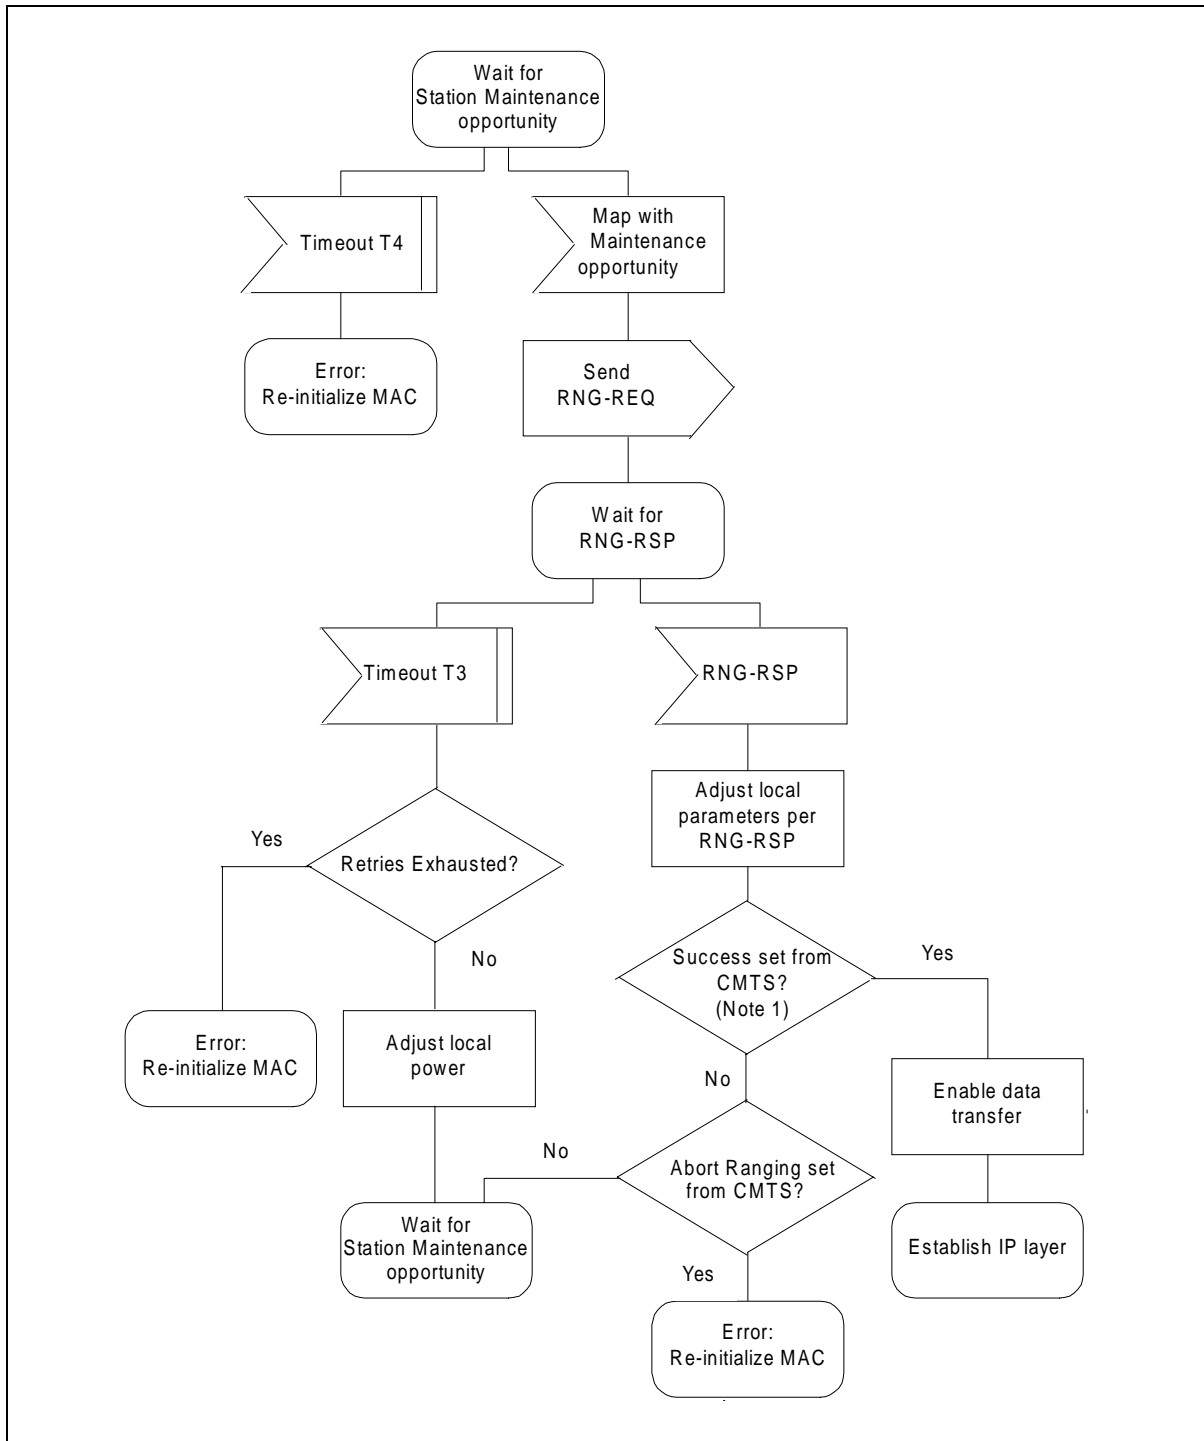 Wait for
Station Maintenance
opportunity
Timeout T4
Map with
Maintenance
opportunity
Error:
Re-initialize MAC
Send
RNG-REQ
Wait for
RNG-RSP
Timeout T3
RNG-RSP
Adjust local
parameters per
RNG-RSP
Yes
Retries Exhausted?
No
Success set from
CMTS?
(Note 1)
Yes
Error:
Re-initialize MAC
Adjust local
power
No
Enable data
transfer
No
Abort Ranging set
from CMTS?
Wait for
Station Maintenance
opportunity
Establish IP layer
Yes
Error:
Re-initialize MAC